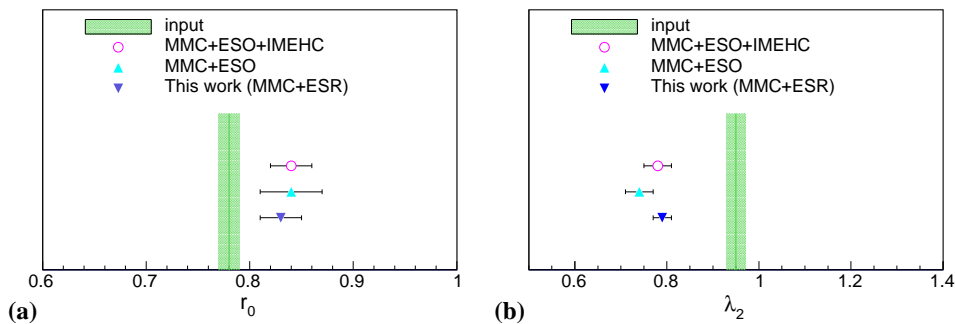 input
MMC+ESO+IMEHC
MMC+ESO
This work (MMC+ESR)
0.6 0.7 0.8 0.9 1
r₀
(a)
input
MMC+ESO+IMEHC
MMC+ESO
This work (MMC+ESR)
0.6 0.8 1 1.2 1.4
λ₂
(b)